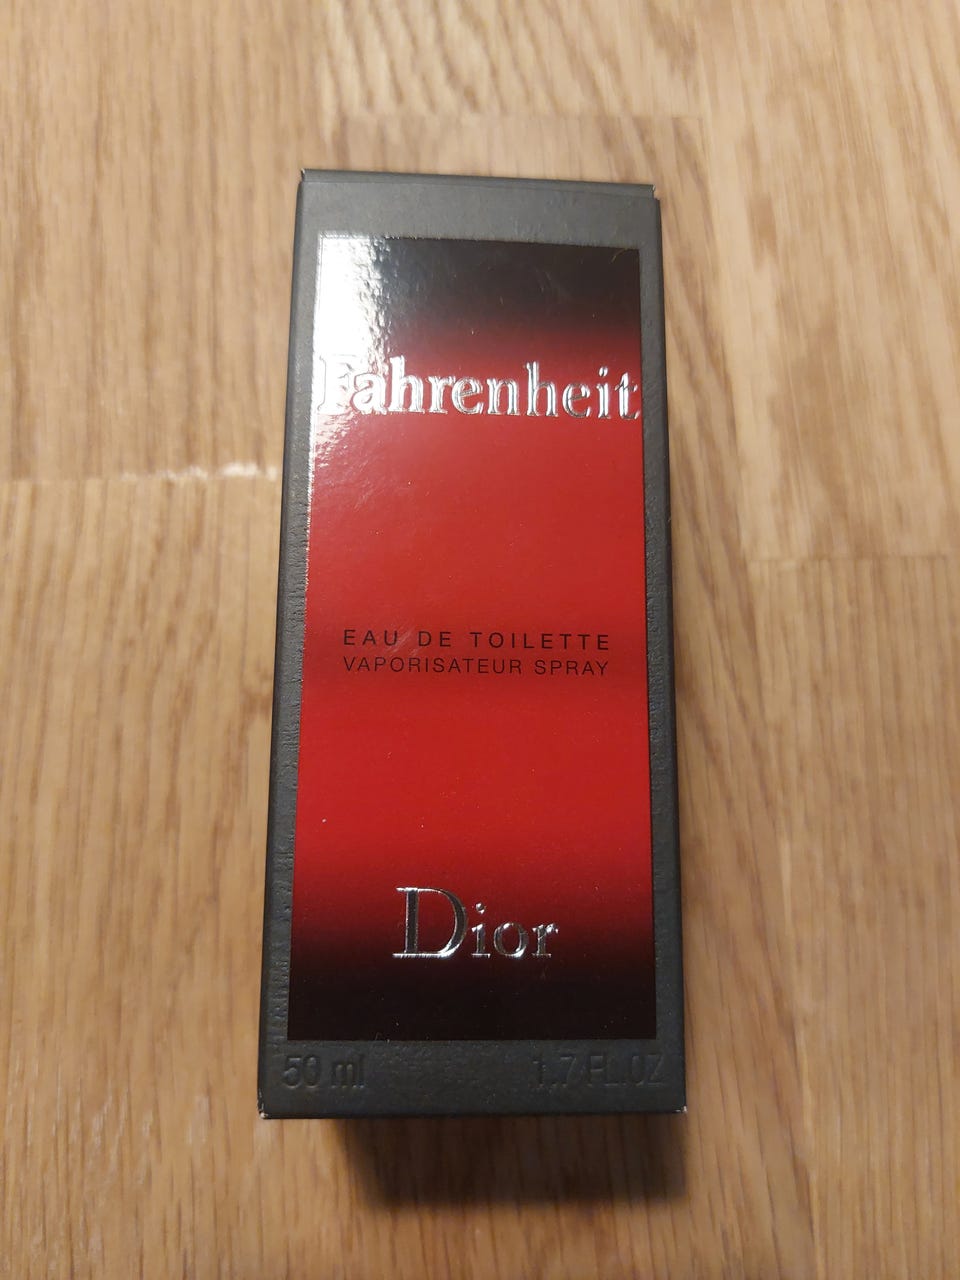 Fahrenheit
EAU DE TOILETTE
VAPORISATEUR SPRAY
Dior
50 ml 1.7 FL.OZ